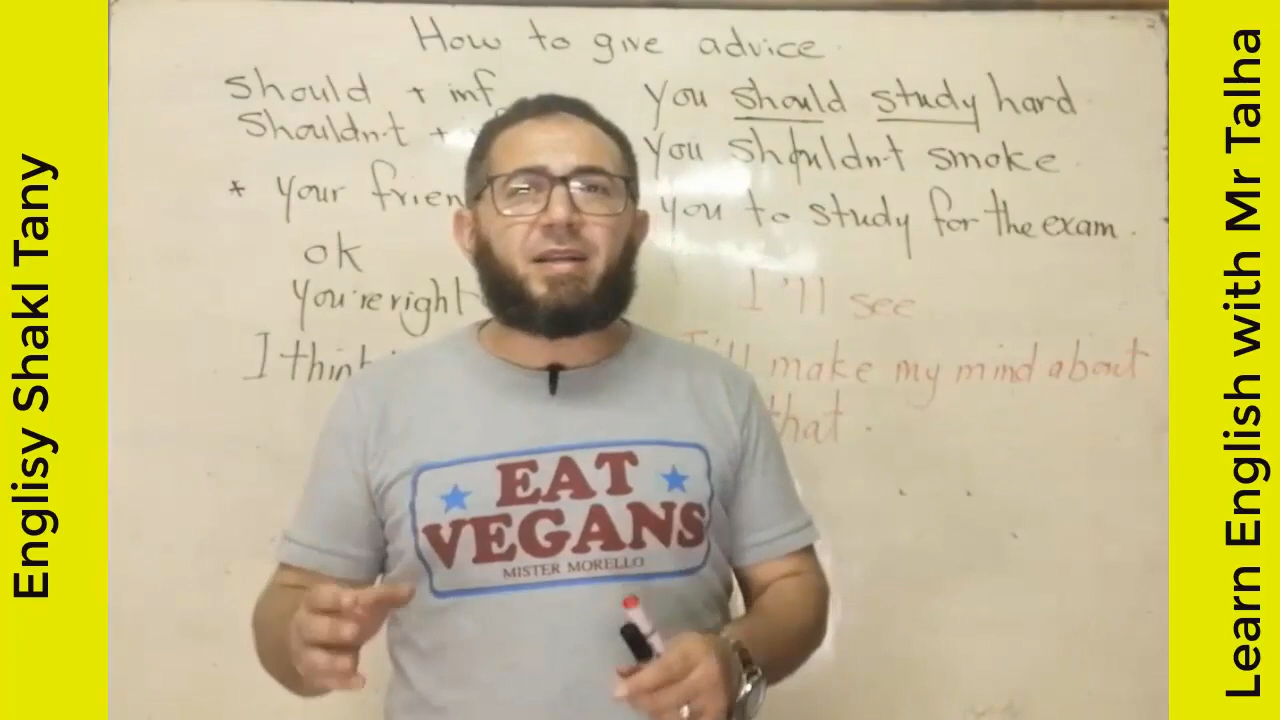 Englisy Shakl Tany
How to give advice
should + inf
Shouldn't +
You should study hard
You shouldn't smoke
* your frien you to study for the exam.
ok
You're right
I'll see
I think
I'll make my mind about
that.
EAT
VEGANS
MISTER MORELLO
Learn English with Mr Talha